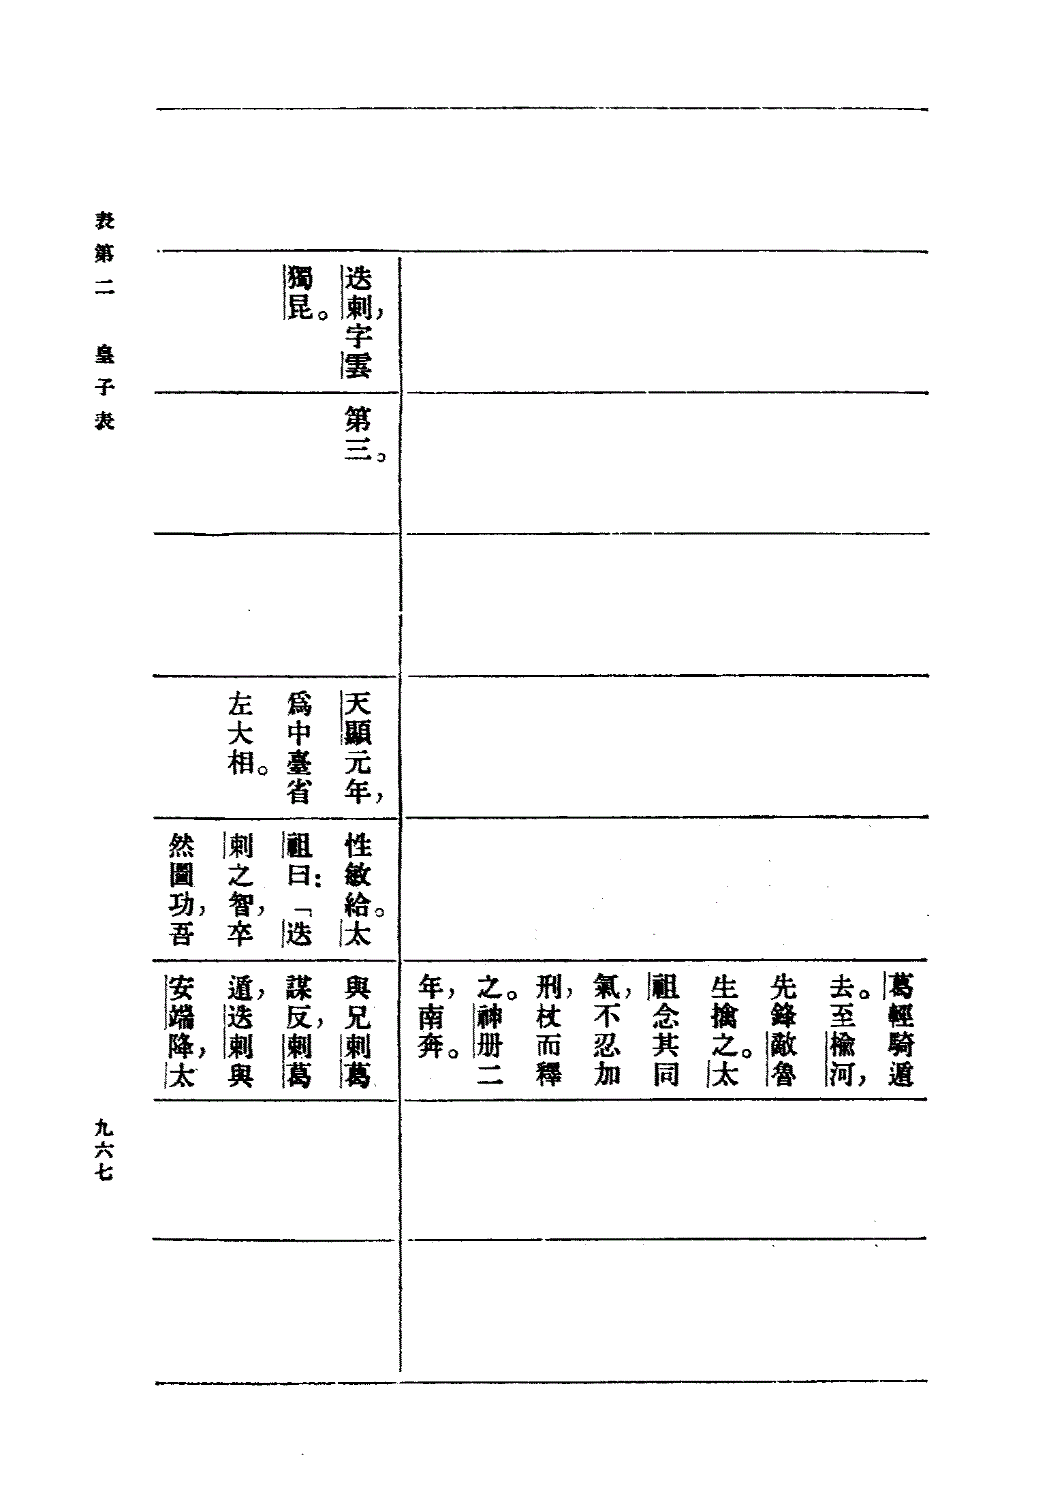 葛輕騎遁
去。至榆河，
先鋒敵魯
生擒之。太
祖念其同
氣，不忍加
刑，杖而釋
之。神册二
年，南奔。
迭剌，字雲
獨昆。
第三。
天顯元年，
爲中臺省
左大相。
性敏給。太
祖曰：「迭
剌之智，卒
然圖功，吾
與兄剌葛
謀反，剌葛
遁，迭剌與
安端降，太
表第二　皇子表
九六七